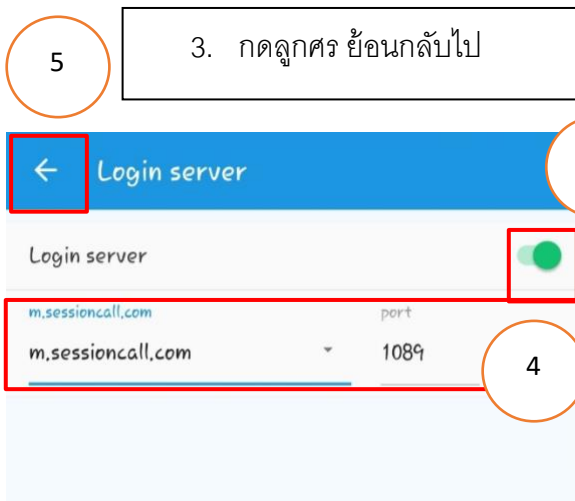 5
3. กดลูกศร ย้อนกลับไป
Login server
Login server
m.sessioncall.com
port
m.sessioncall.com
1089
4